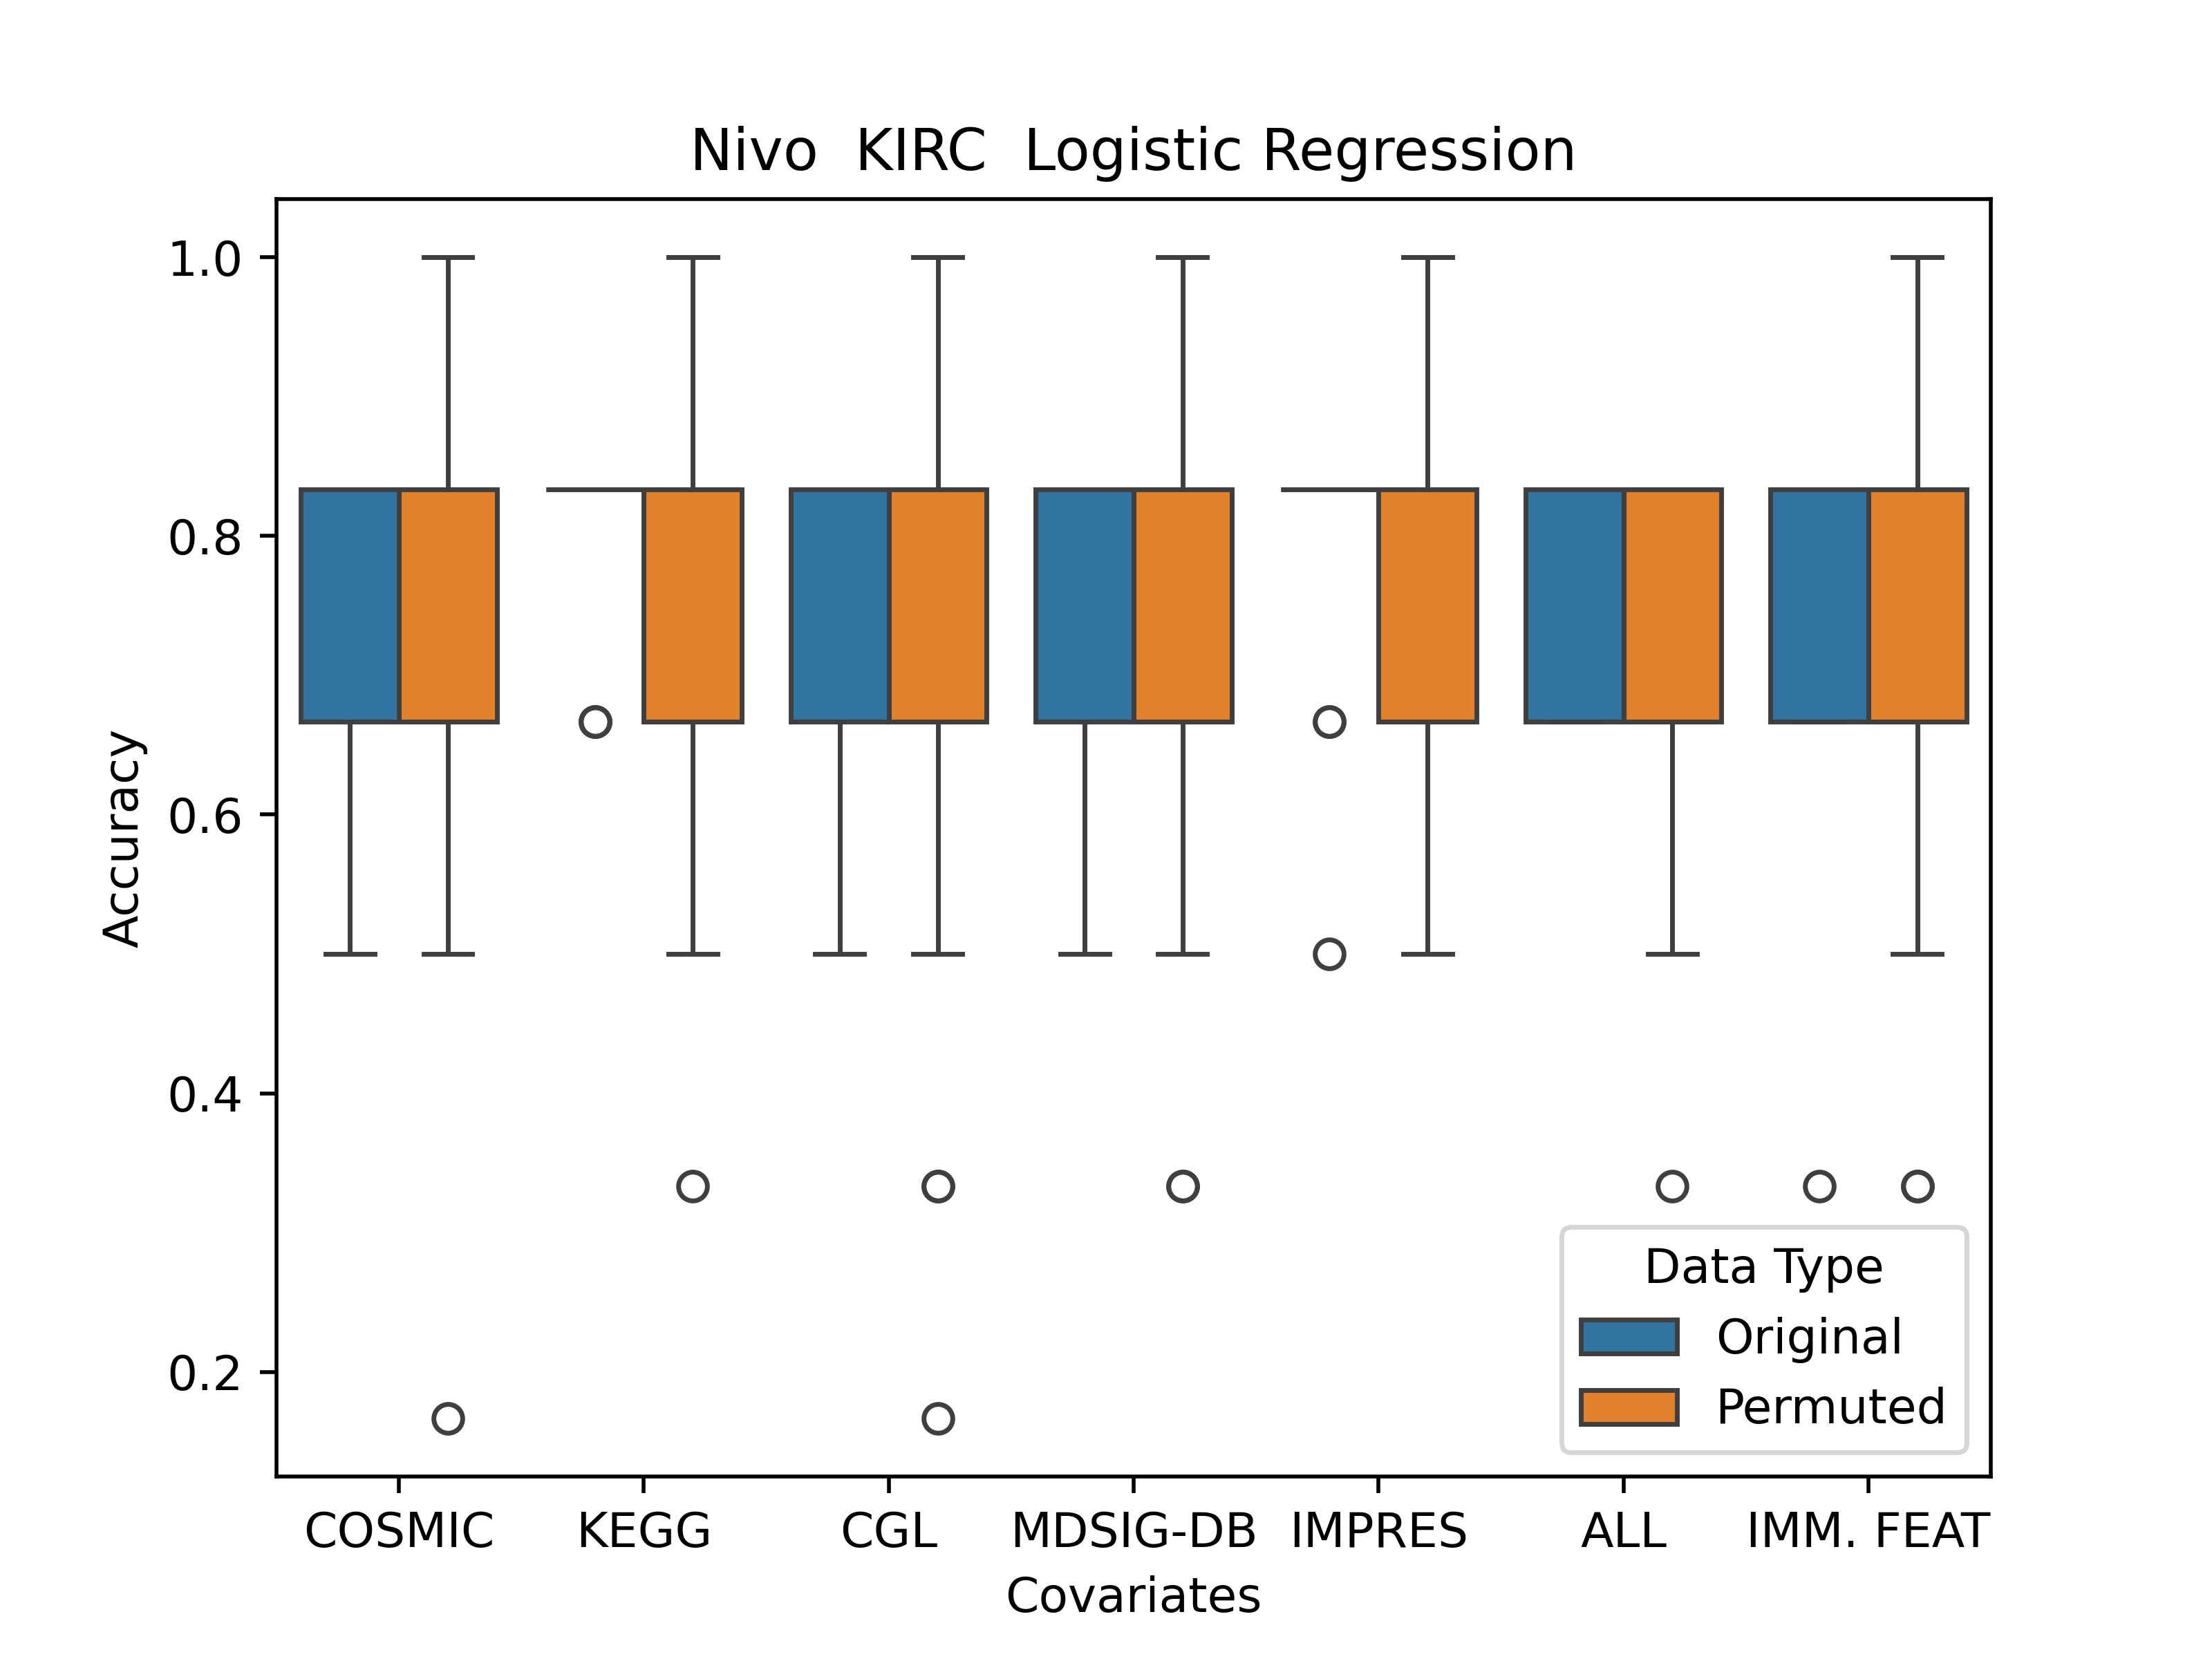 Nivo  KIRC  Logistic Regression
1.0
0.8
0.6
0.4
0.2
Accuracy
Data Type
Original
Permuted
COSMIC KEGG CGL MDSIG-DB IMPRES ALL IMM. FEAT
Covariates